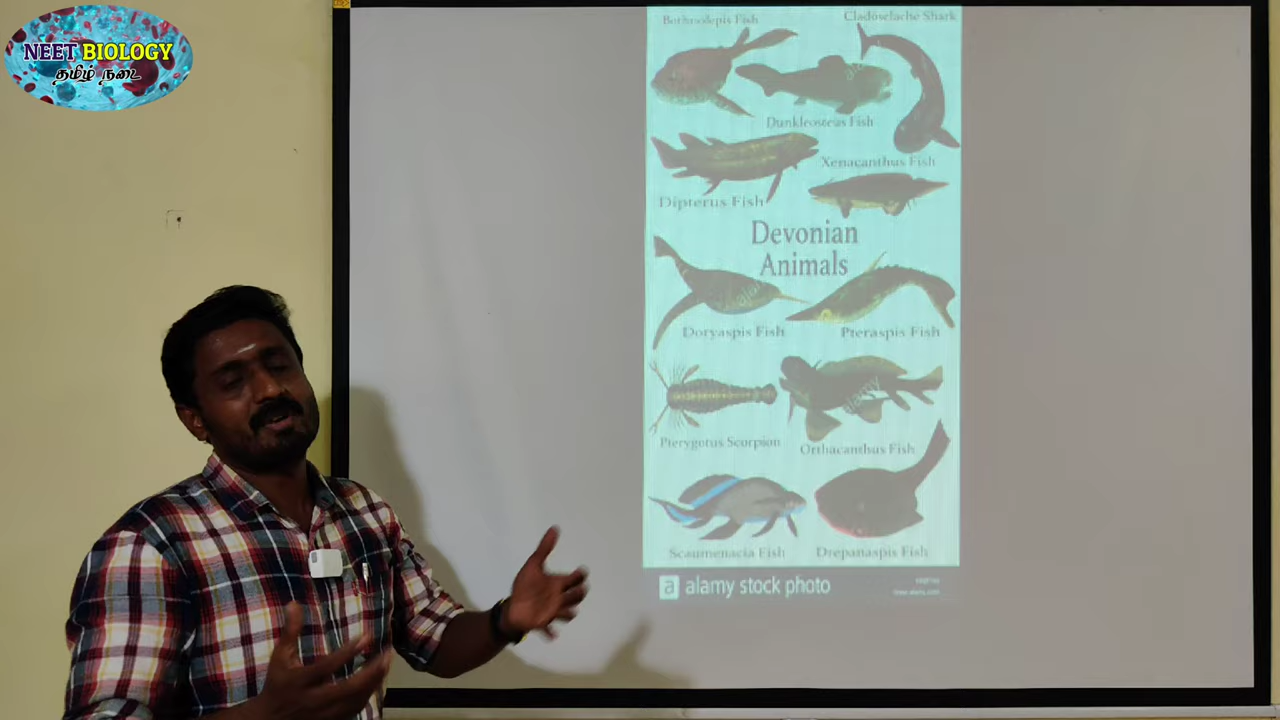 NEET BIOLOGY
தமிழ் நடை
Bothriolepis Fish
Cladoselache Shark
Dunkleosteus Fish
Xenacanthus Fish
Dipterus Fish
Devonian
Animals
Doryaspis Fish
Pteraspis Fish
Pterygotus Scorpion
Orthacanthus Fish
Scaumenacia Fish
Drepanaspis Fish
alamy
a alamy stock photo